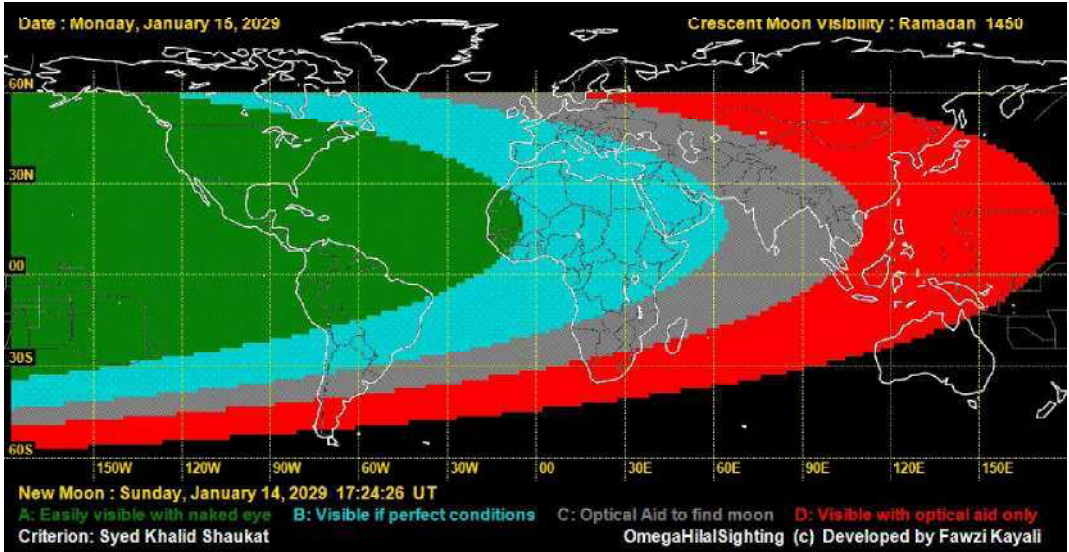 Date : Monday, January 15, 2029
Crescent Moon Visibility : Ramadan 1450
60N
30N
00
30S
60S
150W 120W 90W 60W 30W 00 30E 60E 90E 120E 150E
New Moon : Sunday, January 14, 2029 17:24:26 UT
A: Easily visible with naked eye B: Visible if perfect conditions C: Optical Aid to find moon D: Visible with optical aid only
Criterion: Syed Khalid Shaukat
OmegaHilalSighting (c) Developed by Fawzi Kayali